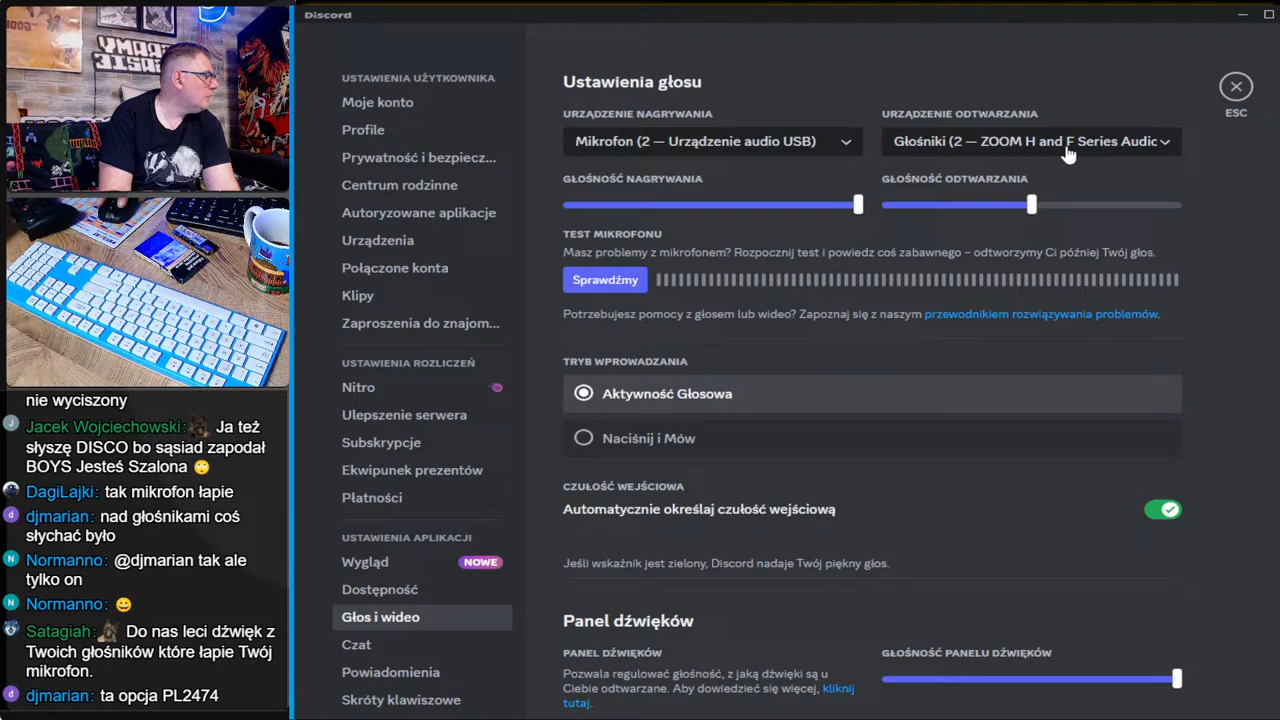 Discord
USTAWIENIA UŻYTKOWNIKA
Moje konto
Profile
Prywatność i bezpiecz...
Centrum rodzinne
Autoryzowane aplikacje
Urządzenia
Połączone konta
Klipy
Zaproszenia do znajom...
USTAWIENIA ROZLICZEŃ
Nitro
Ulepszenie serwera
Subskrypcje
Ekwipunek prezentów
Płatności
USTAWIENIA APLIKACJI
Wygląd NOWE
Dostępność
Głos i wideo
Czat
Powiadomienia
Skróty klawiszowe
Ustawienia głosu
URZĄDZENIE NAGRYWANIA
Mikrofon (2 — Urządzenie audio USB)
URZĄDZENIE ODTWARZANIA
Głośniki (2 — ZOOM H and F Series Audic
ESC
GŁOŚNOŚĆ NAGRYWANIA
GŁOŚNOŚĆ ODTWARZANIA
TEST MIKROFONU
Masz problemy z mikrofonem? Rozpocznij test i powiedz coś zabawnego – odtworzymy Ci później Twój głos.
Sprawdźmy
Potrzebujesz pomocy z głosem lub wideo? Zapoznaj się z naszym przewodnikiem rozwiązywania problemów.
TRYB WPROWADZANIA
Aktywność Głosowa
Naciśnij i Mów
CZUŁOŚĆ WEJŚCIOWA
Automatycznie określaj czułość wejściową
Jeśli wskaźnik jest zielony, Discord nadaje Twój piękny głos.
Panel dźwięków
PANEL DŹWIĘKÓW
Pozwala regulować głośność, z jaką dźwięki są u
Ciebie odtwarzane. Aby dowiedzieć się więcej, kliknij
tutaj.
GŁOŚNOŚĆ PANELU DŹWIĘKÓW
nie wyciszony
Jacek Wojciechowski: Ja też
słyszę DISCO bo sąsiad zapodał
BOYS Jesteś Szalona
DagiLajki: tak mikrofon łapie
djmarian: nad głośnikami coś
słychać było
Normanno: @djmarian tak ale
tylko on
Normanno:
Satagiah: Do nas leci dźwięk z
Twoich głośników które łapie Twój
mikrofon.
djmarian: ta opcja PL2474